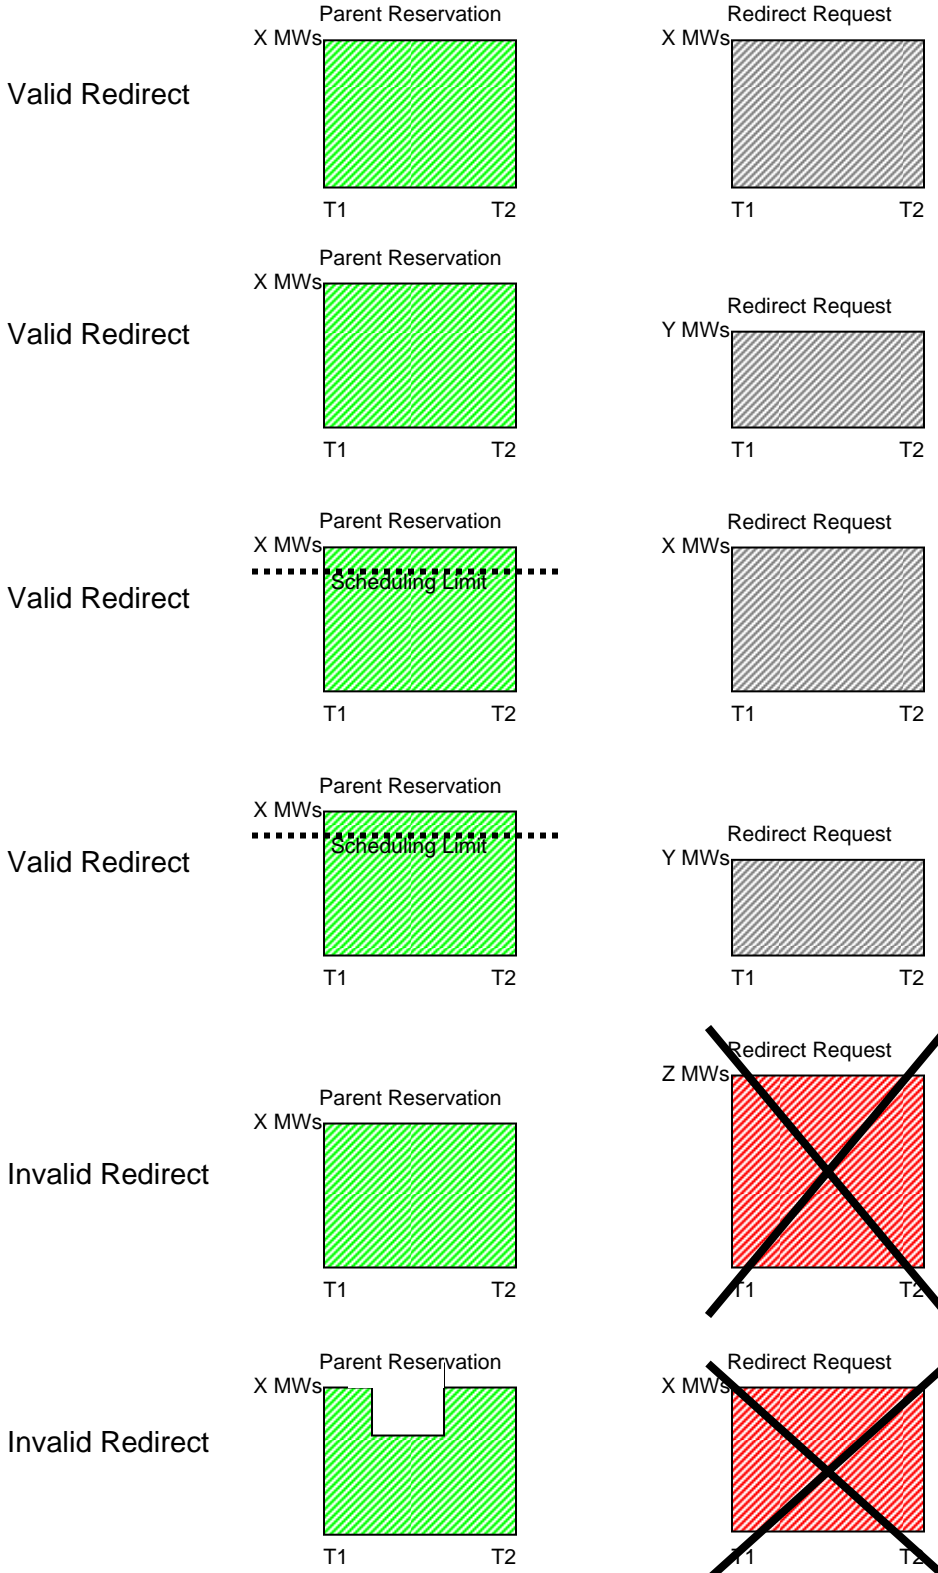 Parent Reservation
Redirect Request
X MWs
X MWs
Valid Redirect
T1
T2
T1
T2
Parent Reservation
X MWs
Redirect Request
Y MWs
Valid Redirect
T1
T2
T1
T2
Parent Reservation
Redirect Request
X MWs
X MWs
Scheduling Limit
Valid Redirect
T1
T2
T1
T2
Parent Reservation
X MWs
Redirect Request
Scheduling Limit
Y MWs
Valid Redirect
T1
T2
T1
T2
Redirect Request
Z MWs
Parent Reservation
X MWs
Invalid Redirect
T1
T2
T1
T2
Parent Reservation
Redirect Request
X MWs
X MWs
Invalid Redirect
T1
T2
T1
T2